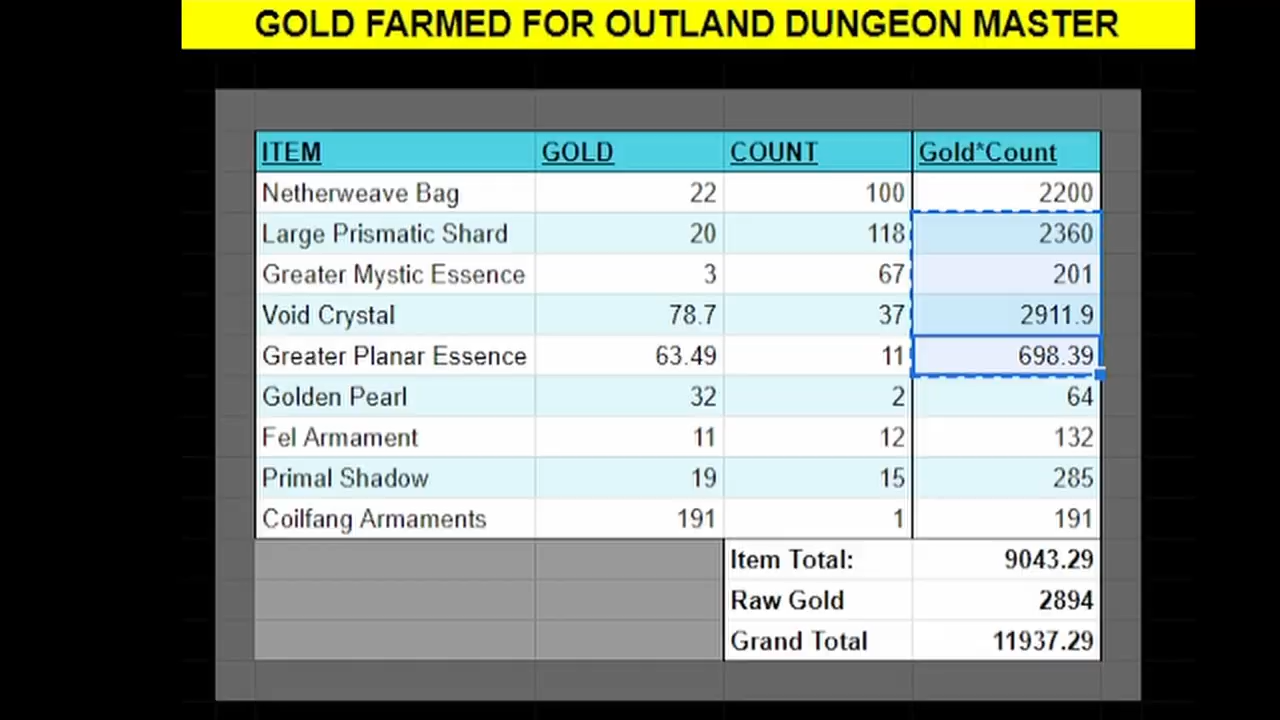 GOLD FARMED FOR OUTLAND DUNGEON MASTER
ITEM GOLD COUNT Gold*Count
Netherweave Bag 22 100 2200
Large Prismatic Shard 20 118 2360
Greater Mystic Essence 3 67 201
Void Crystal 78.7 37 2911.9
Greater Planar Essence 63.49 11 698.39
Golden Pearl 32 2 64
Fel Armament 11 12 132
Primal Shadow 19 15 285
Coilfang Armaments 191 1 191
Item Total: 9043.29
Raw Gold 2894
Grand Total 11937.29